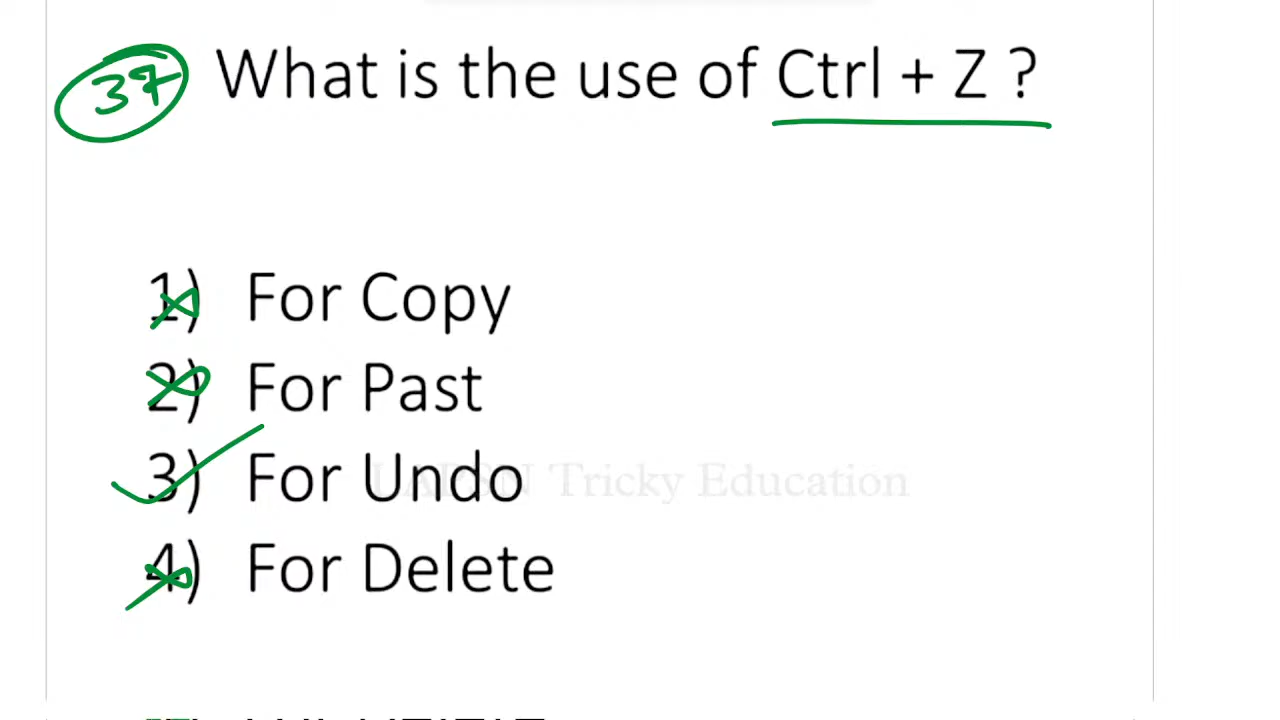 37 What is the use of Ctrl + Z ?
1) For Copy
2) For Past
3) For Undo
4) For Delete
Tricky Education